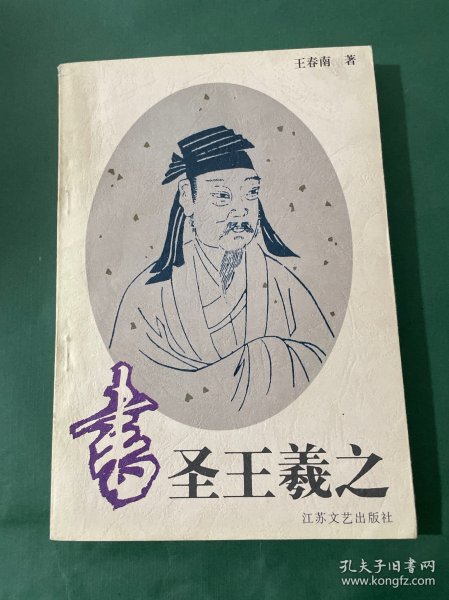 王春南 著
書圣王羲之
江苏文艺出版社
孔夫子旧书网
www.kongfz.com